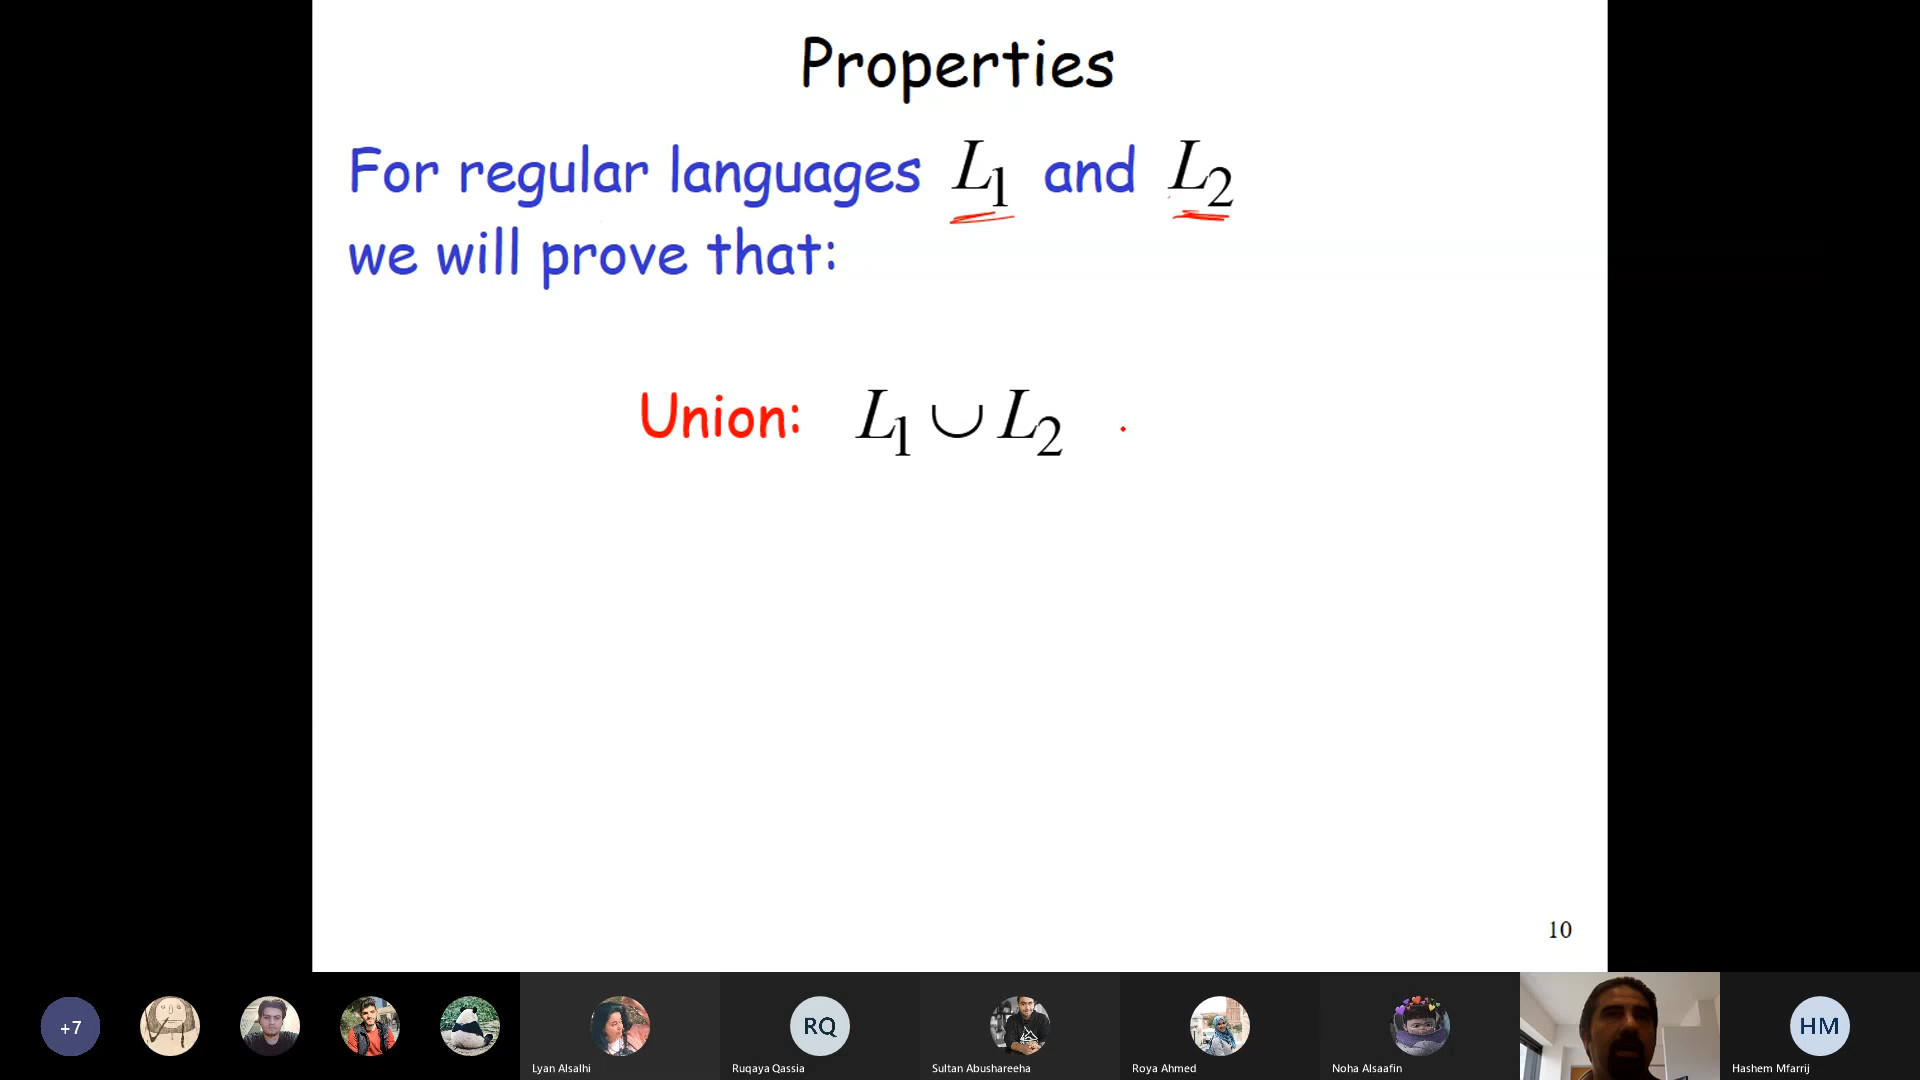 Properties
For regular languages L₁ and L₂
we will prove that:
Union: L₁ ∪ L₂
10
+7
RQ
HM
Lyan Alsalhi
Ruqaya Qassia
Sultan Abushareeha
Roya Ahmed
Noha Alsaafin
Hashem Mfarrij